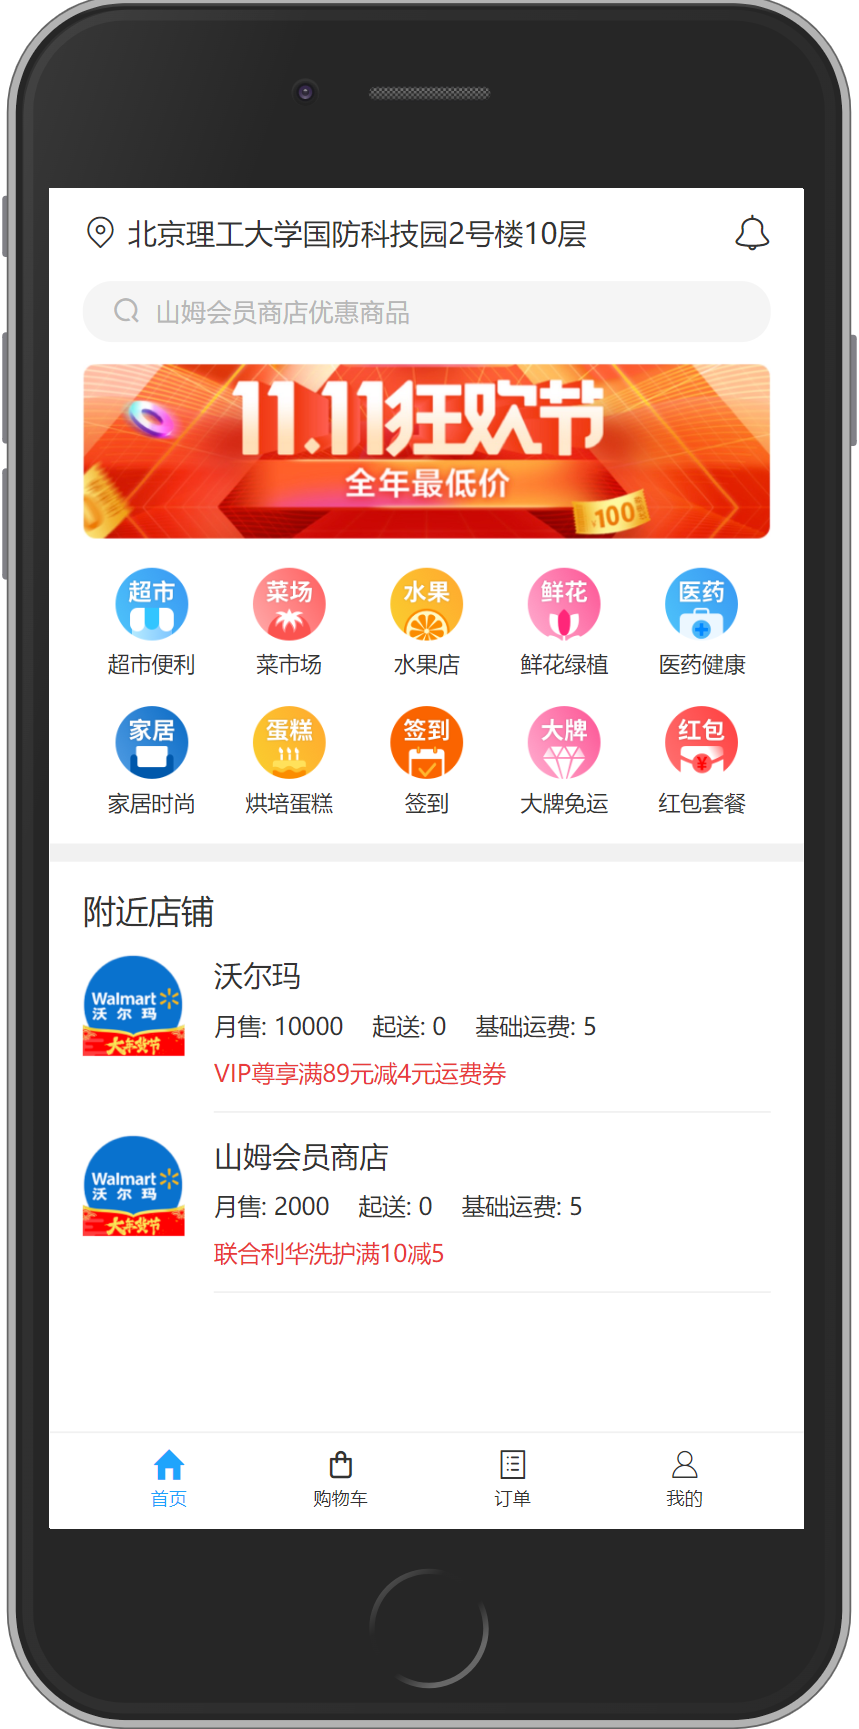 北京理工大学国防科技园2号楼10层
山姆会员商店优惠商品
11.11狂欢节
全年最低价
¥100
超市 菜场 水果 鲜花 医药
超市便利 菜市场 水果店 鲜花绿植 医药健康
家居 蛋糕 签到 大牌 红包
¥
家居时尚 烘培蛋糕 签到 大牌免运 红包套餐
附近店铺
Walmart
沃尔玛
大年货节
沃尔玛
月售: 10000 起送: 0 基础运费: 5
VIP尊享满89元减4元运费券
Walmart
沃尔玛
大年货节
山姆会员商店
月售: 2000 起送: 0 基础运费: 5
联合利华洗护满10减5
首页 购物车 订单 我的